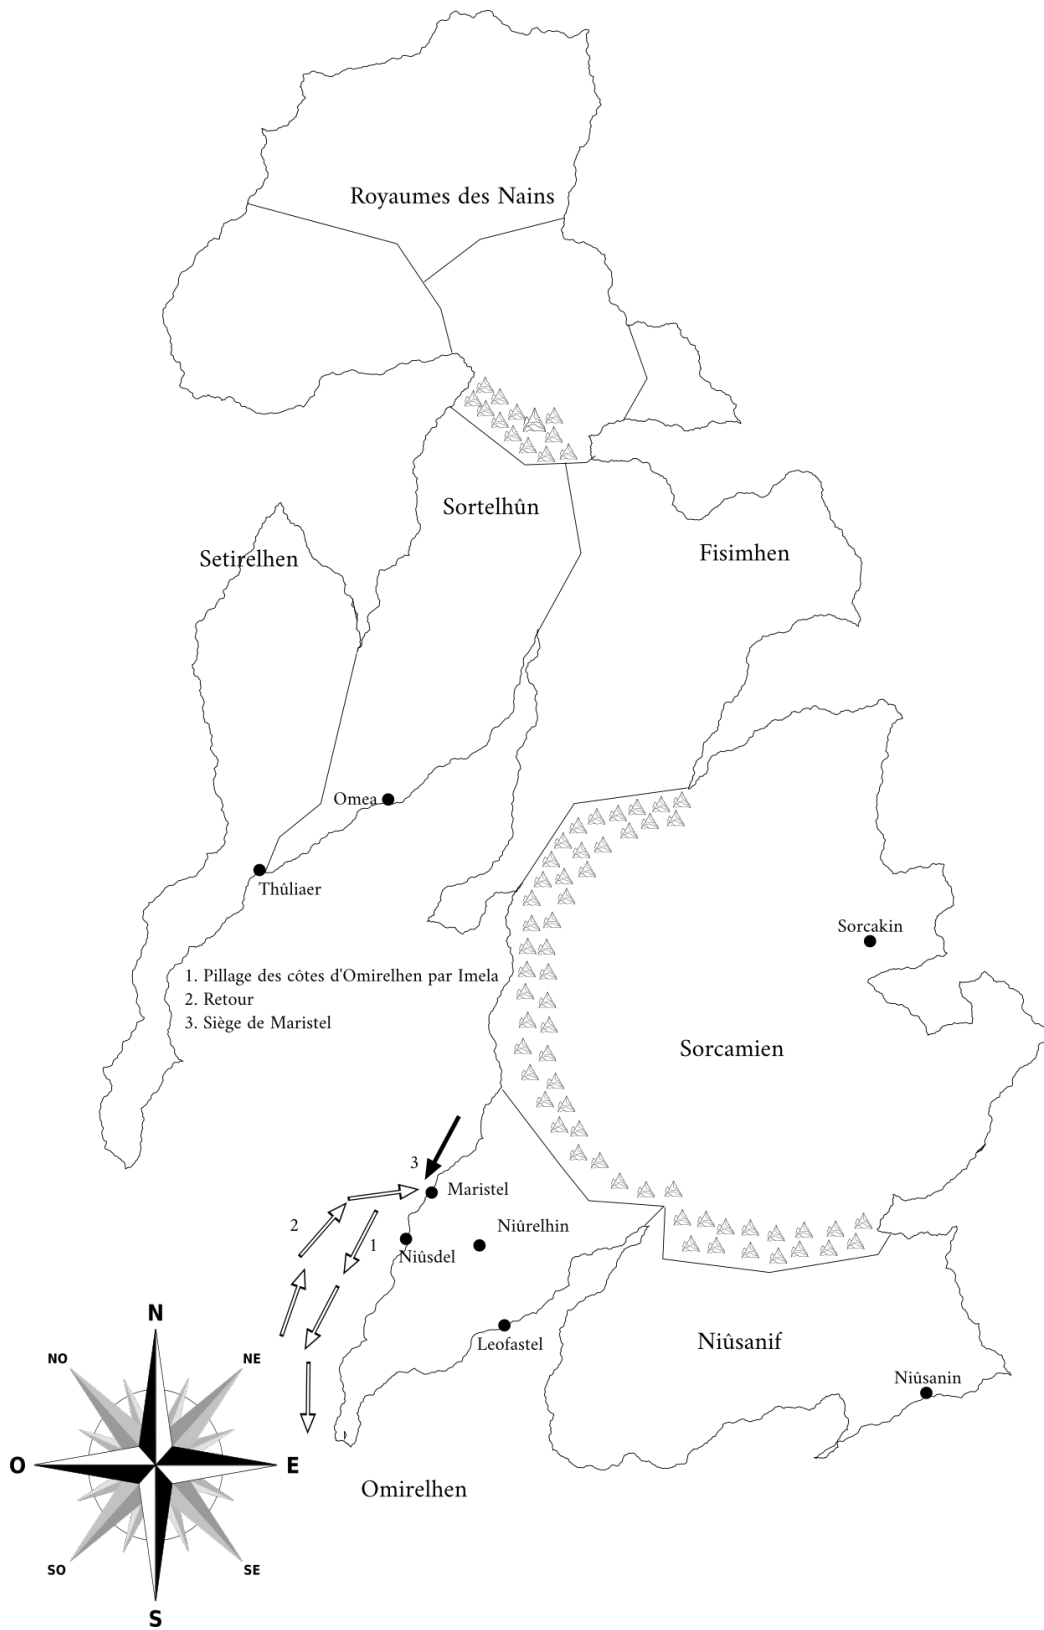 Royaumes des Nains
Sortelhûn
Setirelhen
Fisimhen
Omea
Thûliaer
Sorcakin
1. Pillage des côtes d'Omirelhen par Imela
2. Retour
3. Siège de Maristel
Sorcamien
3
Maristel
2
1
Niûrelhin
Niûsdel
Leofastel
Niûsanif
Niûsanin
Omirelhen
N
NO
NE
O
E
SO
SE
S